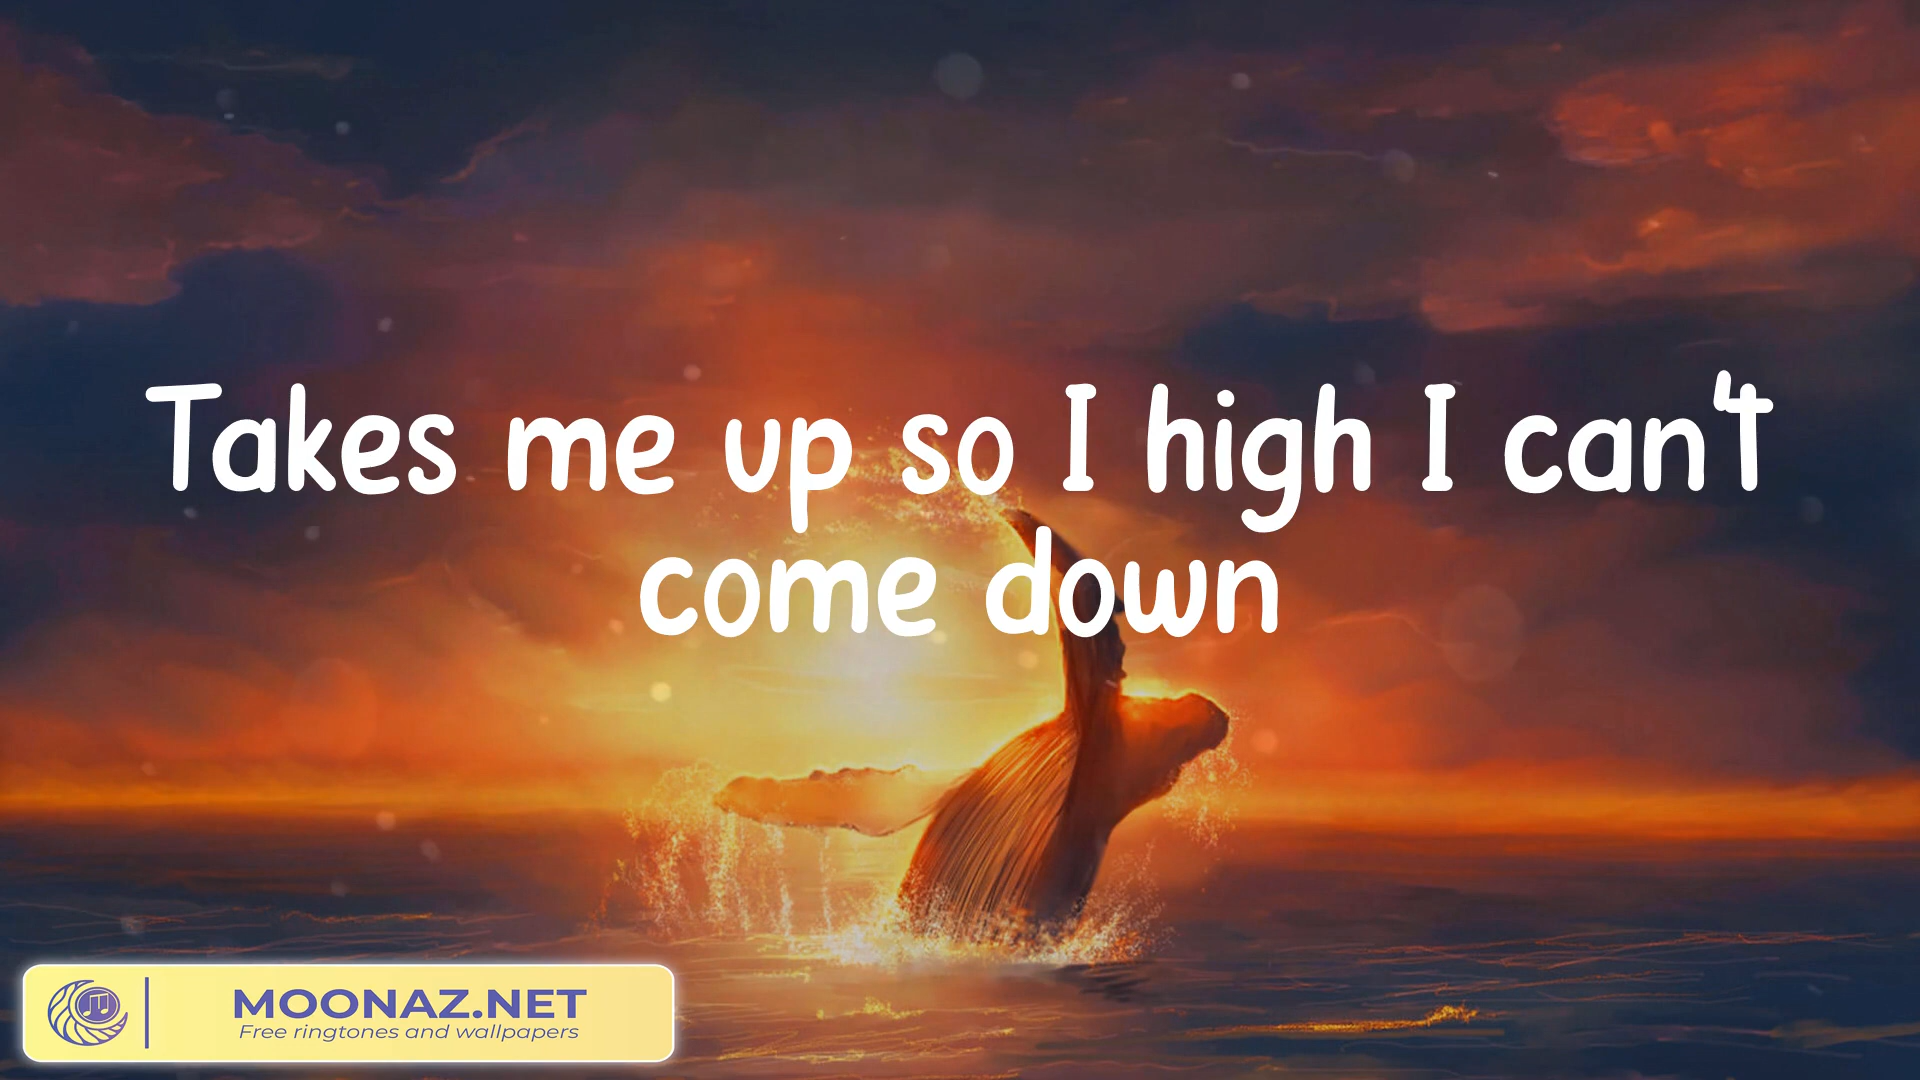 Takes me up so I high I can't
come down
MOONAZ.NET
Free ringtones and wallpapers